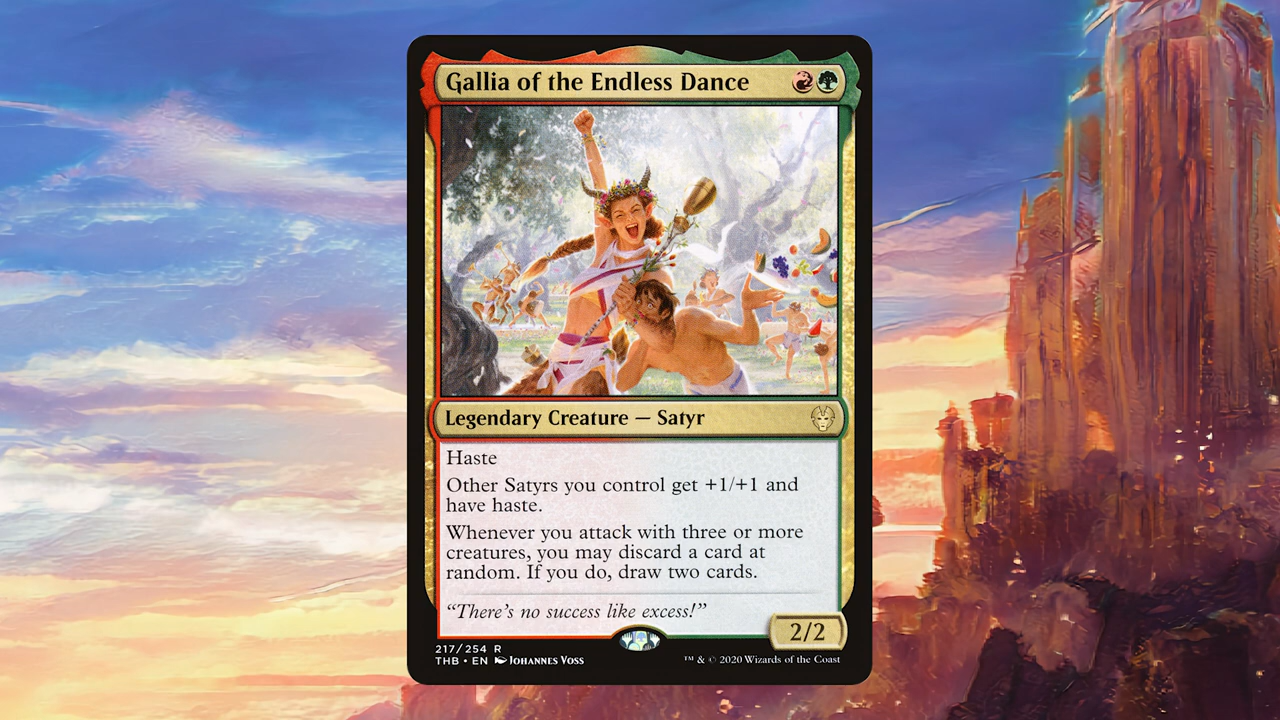 Gallia of the Endless Dance
Legendary Creature — Satyr
Haste
Other Satyrs you control get +1/+1 and
have haste.
Whenever you attack with three or more
creatures, you may discard a card at
random. If you do, draw two cards.
“There’s no success like excess!”
2/2
217/254 R
THB • EN Johannes Voss
™ & © 2020 Wizards of the Coast